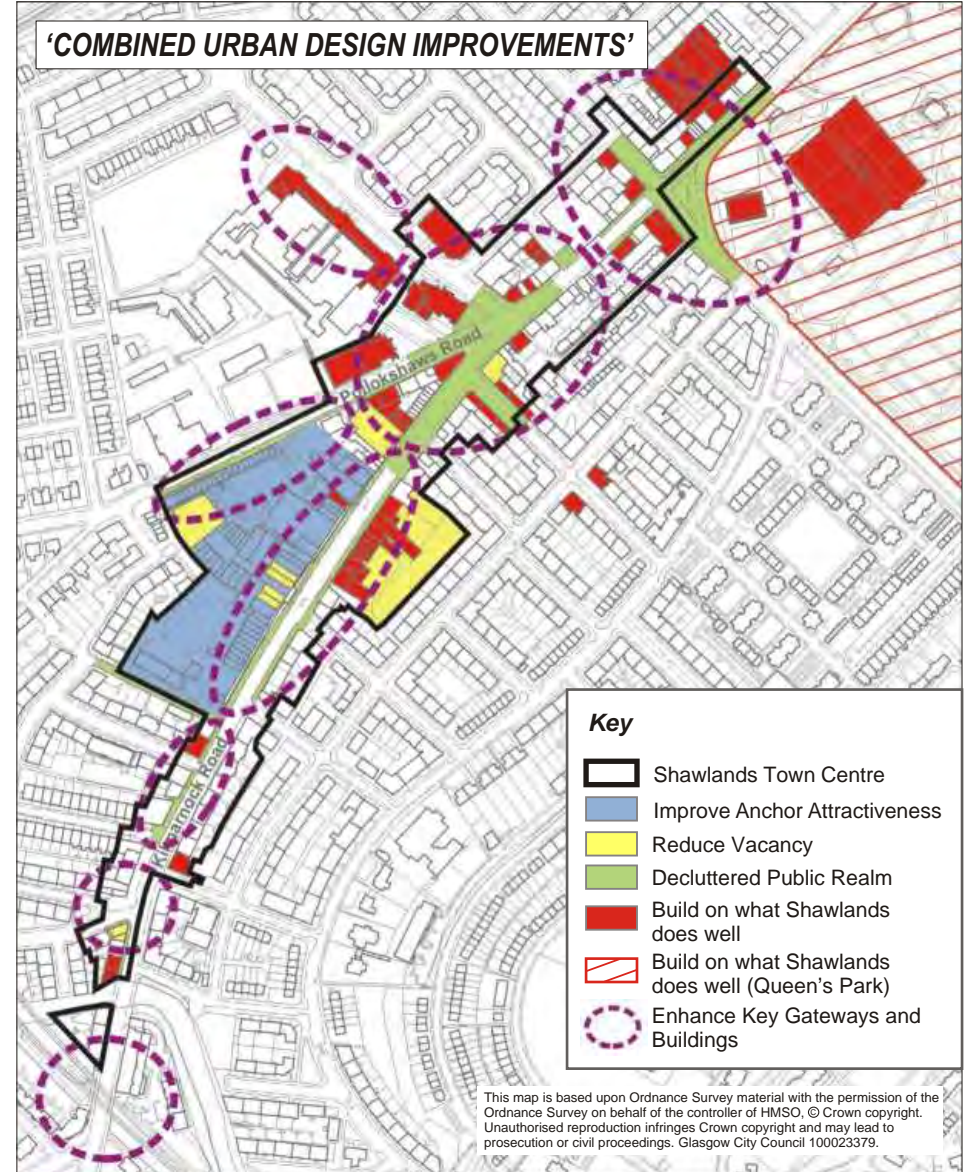 'COMBINED URBAN DESIGN IMPROVEMENTS'
Pollokshaws Road
Kilmarnock Road
Key
Shawlands Town Centre
Improve Anchor Attractiveness
Reduce Vacancy
Decluttered Public Realm
Build on what Shawlands
does well
Build on what Shawlands
does well (Queen's Park)
Enhance Key Gateways and
Buildings
This map is based upon Ordnance Survey material with the permission of the
Ordnance Survey on behalf of the controller of HMSO, © Crown copyright.
Unauthorised reproduction infringes Crown copyright and may lead to
prosecution or civil proceedings. Glasgow City Council 100023379.